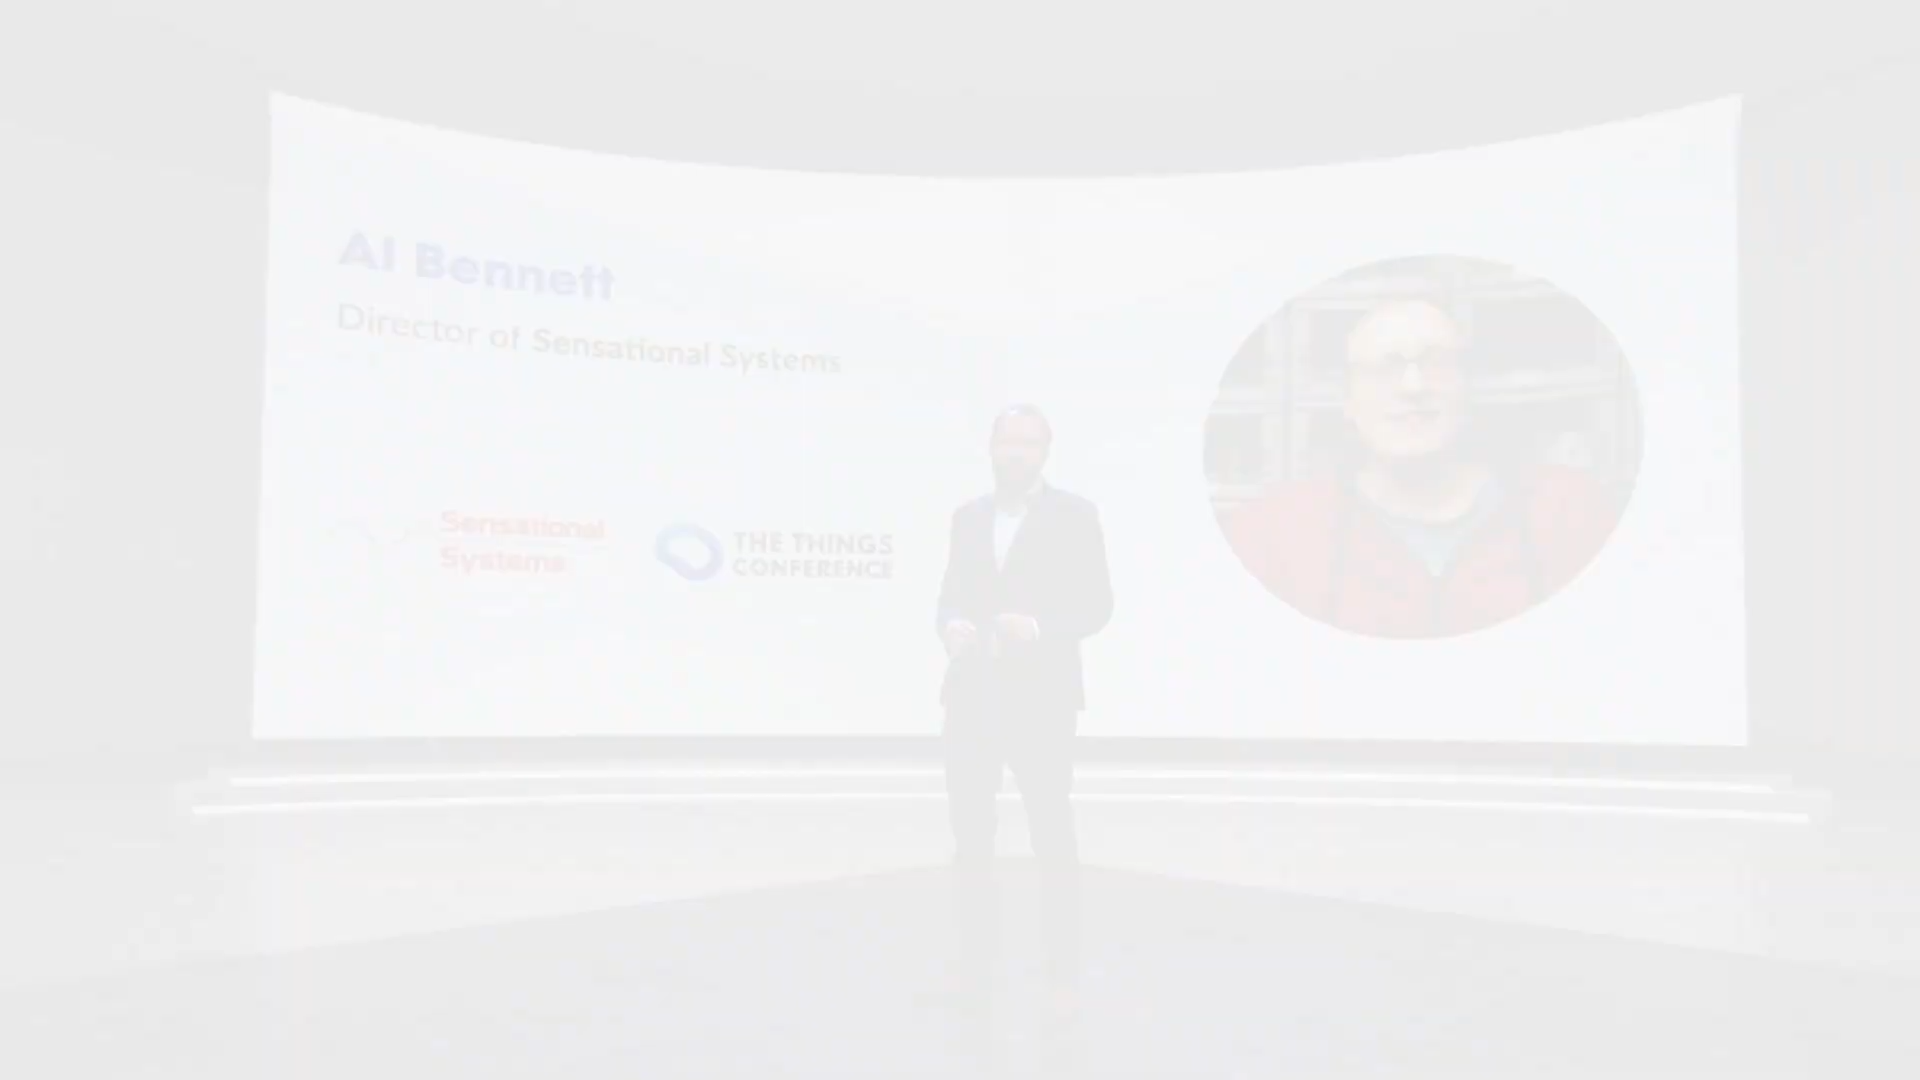 Al Bennett
Director of Sensational Systems
Sensational
Systems
THE THINGS
CONFERENCE